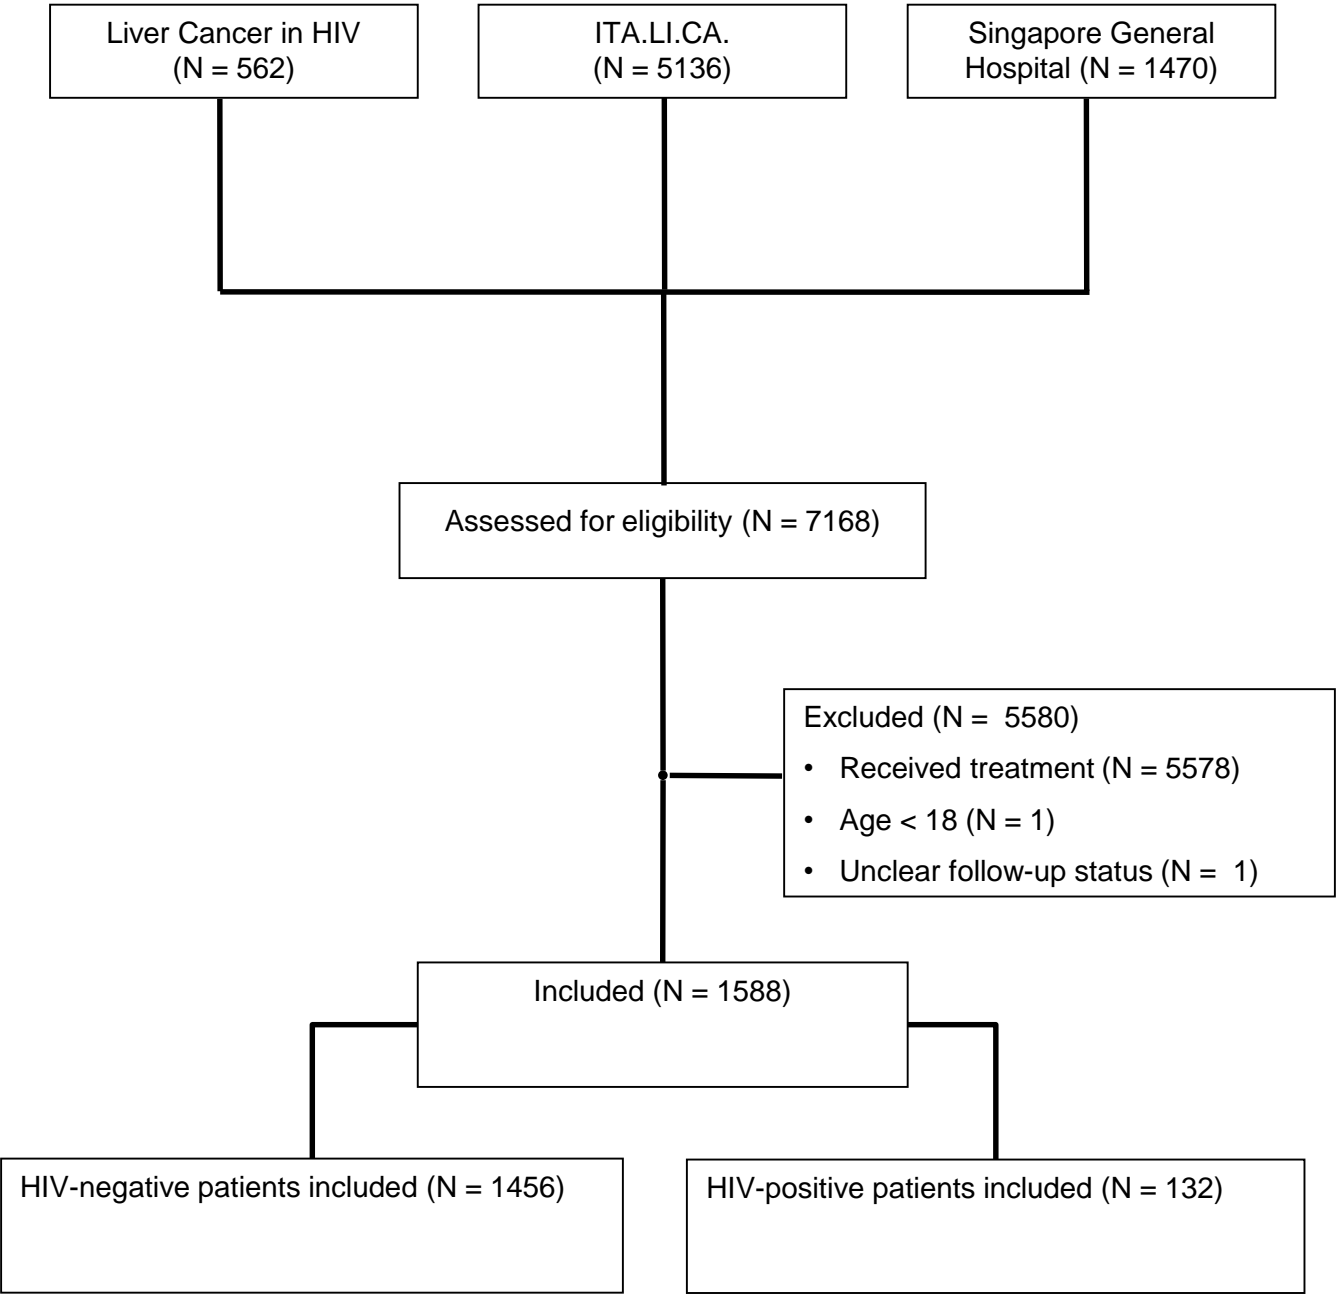 Liver Cancer in HIV
(N = 562)
ITA.LI.CA.
(N = 5136)
Singapore General
Hospital (N = 1470)
Assessed for eligibility (N = 7168)
Excluded (N =  5580)
• Received treatment (N = 5578)
• Age < 18 (N = 1)
• Unclear follow-up status (N =  1)
Included (N = 1588)
HIV-negative patients included (N = 1456)
HIV-positive patients included (N = 132)